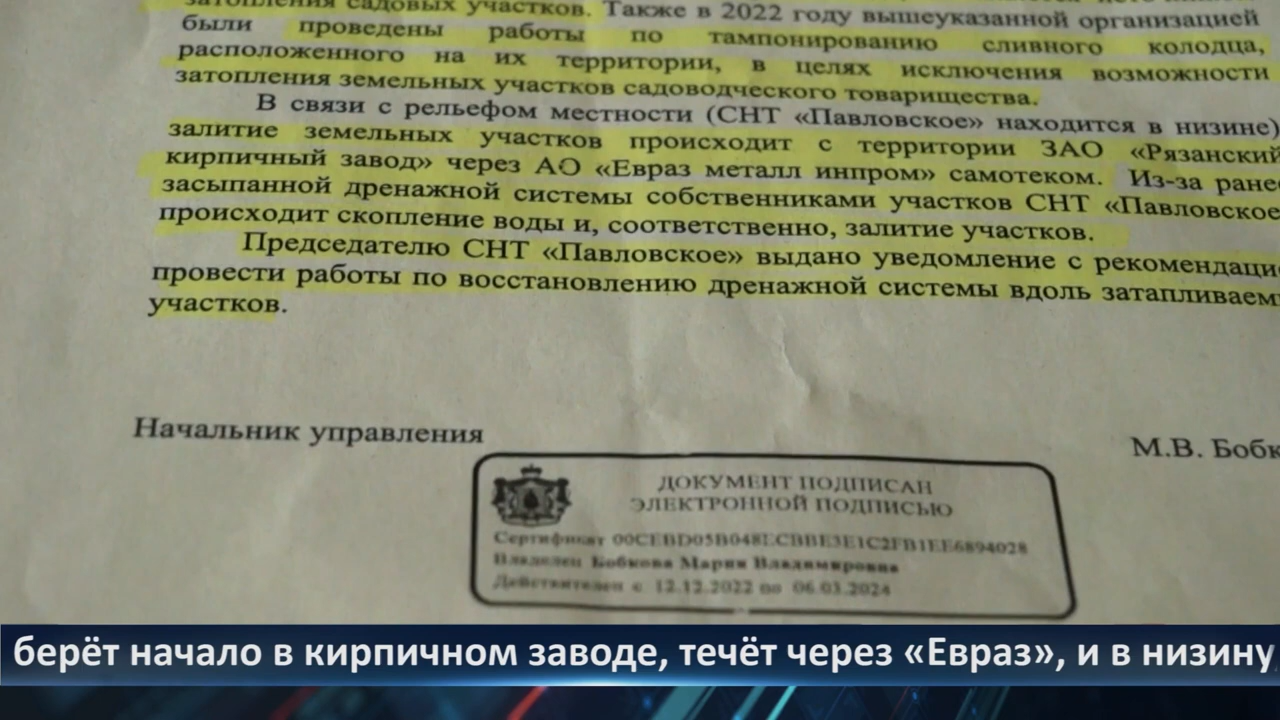 затопления садовых участков. Также в 2022 году вышеуказанной организацией
были проведены работы по тампонированию сливного колодца,
расположенного на их территории, в целях исключения возможности
затопления земельных участков садоводческого товарищества.
В связи с рельефом местности (СНТ «Павловское» находится в низине)
залитие земельных участков происходит с территории ЗАО «Рязанский
кирпичный завод» через АО «Евраз металл инпром» самотеком. Из-за ране
засыпанной дренажной системы собственниками участков СНТ «Павловское
происходит скопление воды и, соответственно, залитие участков.
Председателю СНТ «Павловское» выдано уведомление с рекомендаци
провести работы по восстановлению дренажной системы вдоль затапливаем
участков.
Начальник управления
М.В. Бобк
ДОКУМЕНТ ПОДПИСАН
ЭЛЕКТРОННОЙ ПОДПИСЬЮ
Сертификат
Владелец Бобкова Мария Владимировна
Действителен с 12.12.2022 по 06.03.2024
берёт начало в кирпичном заводе, течёт через «Евраз», и в низину